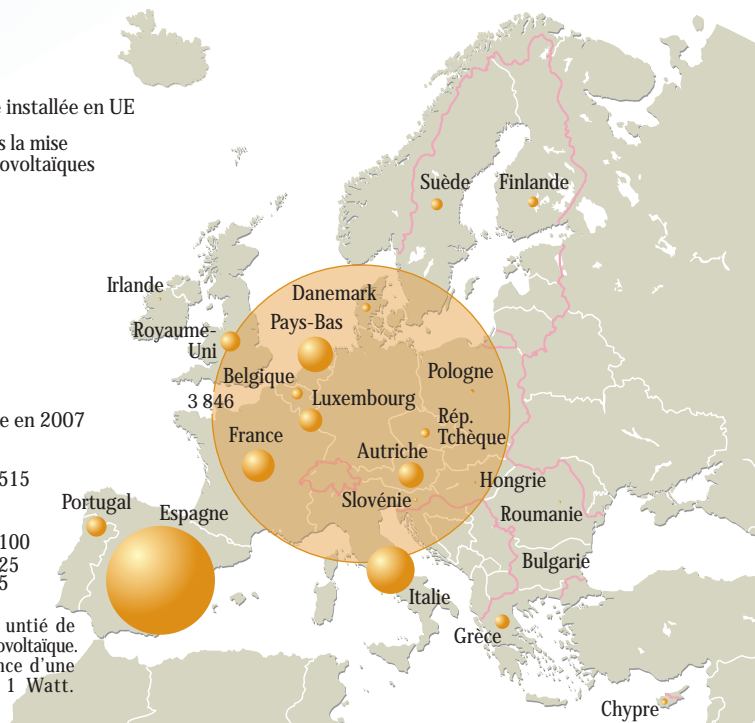 installée en UE
s la mise
ovoltaïques
Suède
Finlande
Irlande
Danemark
Royaume-
Uni
Pays-Bas
Belgique
3 846
Luxembourg
Pologne
e en 2007
France
Rép.
Tchèque
Autriche
515
Slovénie
Hongrie
Portugal
Espagne
Roumanie
100
25
5
Bulgarie
Italie
untié de
ovoltaïque.
Grèce
nce d'une
1 Watt.
Chypre